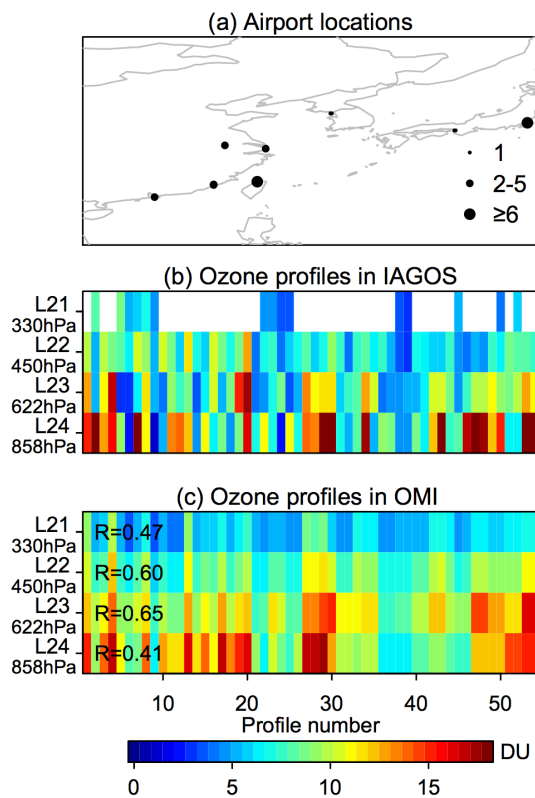 (a) Airport locations
1
2-5
≥6
(b) Ozone profiles in IAGOS
L21
330hPa
L22
450hPa
L23
622hPa
L24
858hPa
(c) Ozone profiles in OMI
L21
330hPa
R=0.47
L22
450hPa
R=0.60
L23
622hPa
R=0.65
L24
858hPa
R=0.41
10 20 30 40 50
Profile number
DU
0 5 10 15